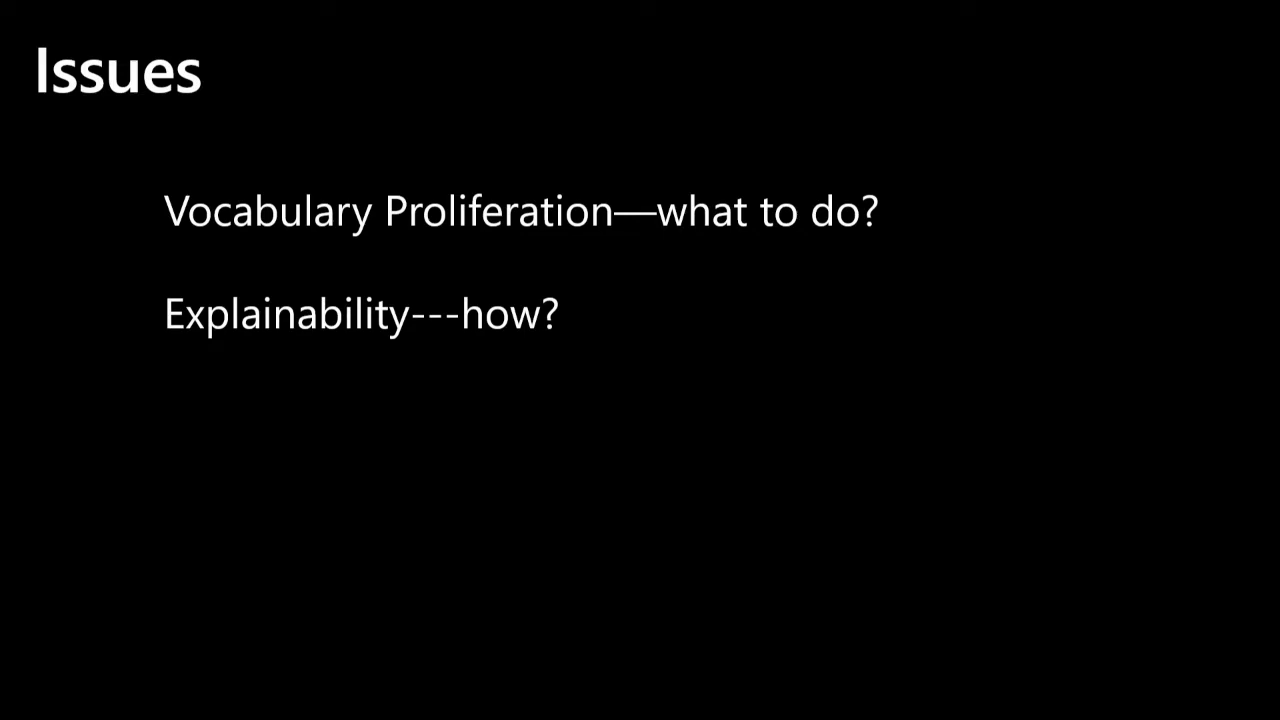 Issues
Vocabulary Proliferation—what to do?
Explainability---how?